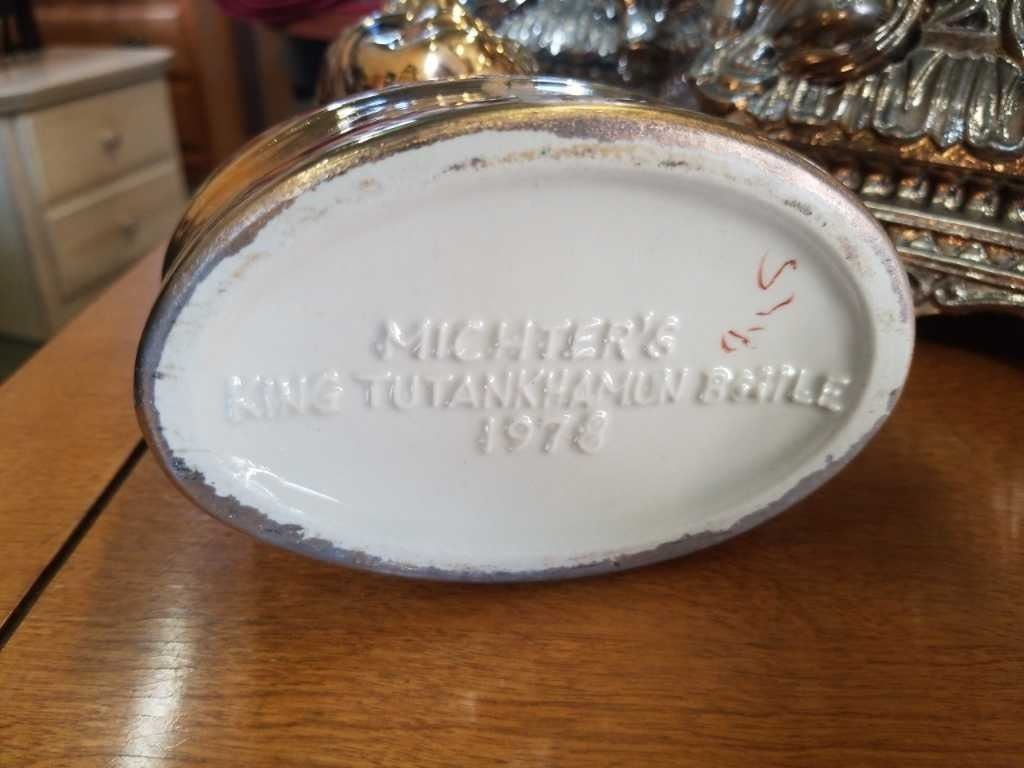 MICHTER'S
KING TUTANKHAMUN BOTTLE
1978